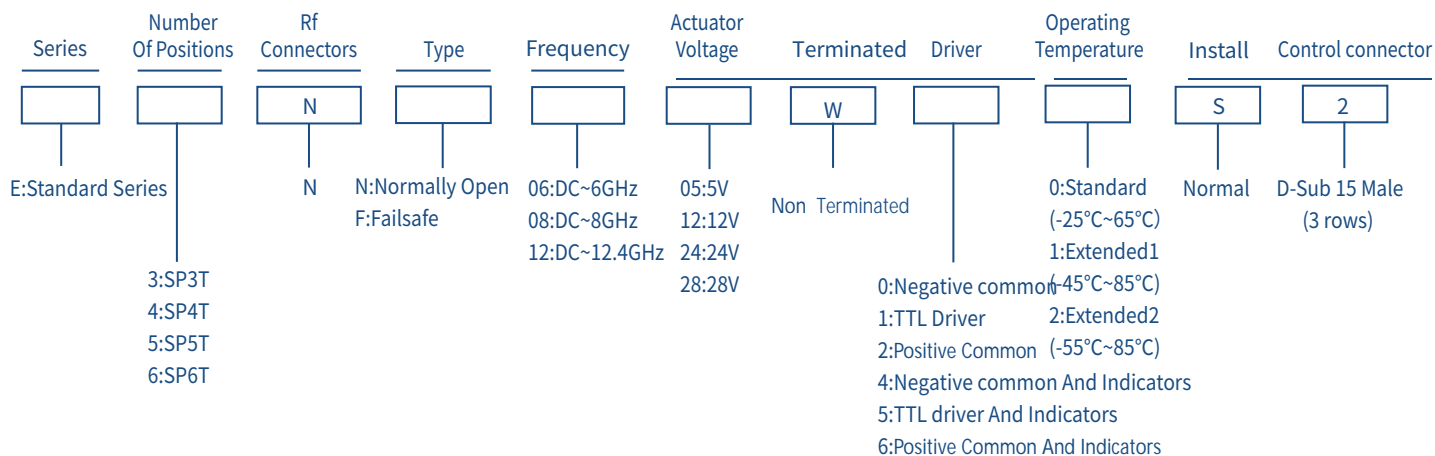 Series
Number
Of Positions
Rf
Connectors
Type
Frequency
Actuator
Voltage
Terminated
Driver
Operating
Temperature
Install
Control connector
N
W
S
2
E:Standard Series
3:SP3T
4:SP4T
5:SP5T
6:SP6T
N
N:Normally Open
F:Failsafe
06:DC~6GHz
08:DC~8GHz
12:DC~12.4GHz
05:5V
12:12V
24:24V
28:28V
Non Terminated
0:Negative common
1:TTL Driver
2:Positive Common
4:Negative common And Indicators
5:TTL driver And Indicators
6:Positive Common And Indicators
0:Standard
(-25°C~65°C)
1:Extended1
(-45°C~85°C)
2:Extended2
(-55°C~85°C)
Normal
D-Sub 15 Male
(3 rows)